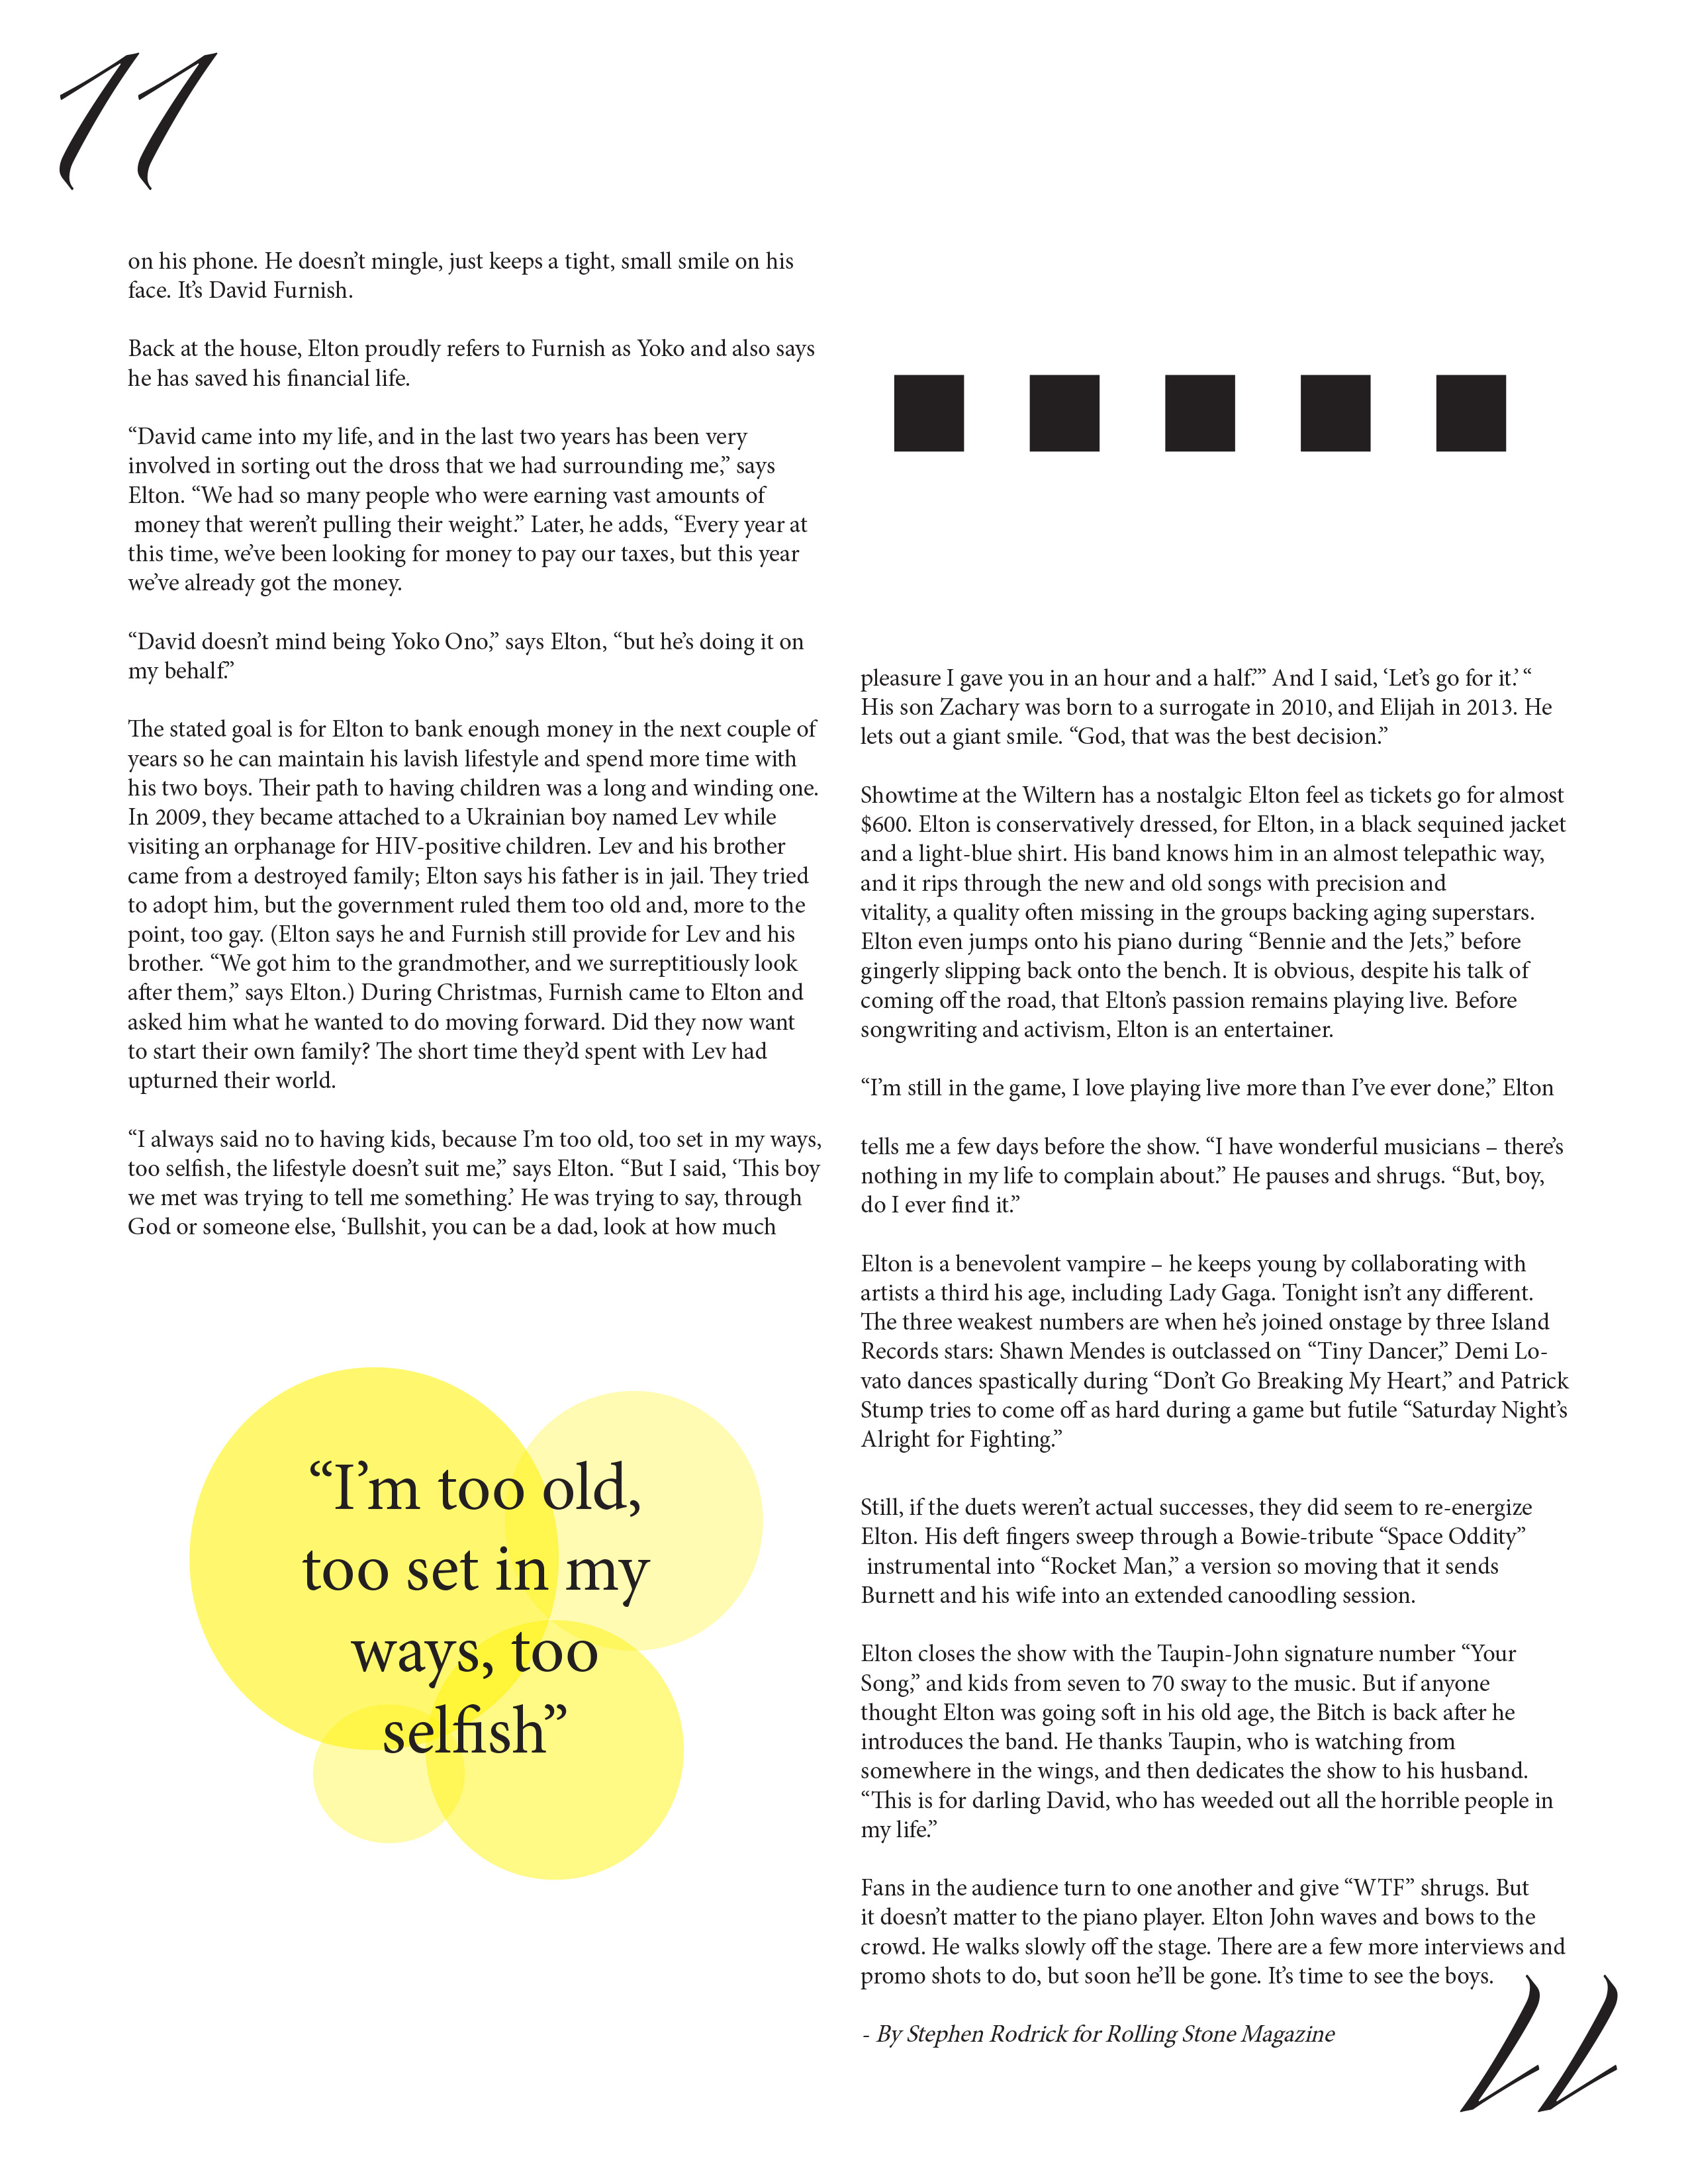 11
on his phone. He doesn’t mingle, just keeps a tight, small smile on his
face. It’s David Furnish.
Back at the house, Elton proudly refers to Furnish as Yoko and also says
he has saved his financial life.
“David came into my life, and in the last two years has been very
involved in sorting out the dross that we had surrounding me,” says
Elton. “We had so many people who were earning vast amounts of
money that weren’t pulling their weight.” Later, he adds, “Every year at
this time, we’ve been looking for money to pay our taxes, but this year
we’ve already got the money.
“David doesn’t mind being Yoko Ono,” says Elton, “but he’s doing it on
my behalf.”
The stated goal is for Elton to bank enough money in the next couple of
years so he can maintain his lavish lifestyle and spend more time with
his two boys. Their path to having children was a long and winding one.
In 2009, they became attached to a Ukrainian boy named Lev while
visiting an orphanage for HIV-positive children. Lev and his brother
came from a destroyed family; Elton says his father is in jail. They tried
to adopt him, but the government ruled them too old and, more to the
point, too gay. (Elton says he and Furnish still provide for Lev and his
brother. “We got him to the grandmother, and we surreptitiously look
after them,” says Elton.) During Christmas, Furnish came to Elton and
asked him what he wanted to do moving forward. Did they now want
to start their own family? The short time they’d spent with Lev had
upturned their world.
“I always said no to having kids, because I’m too old, too set in my ways,
too selfish, the lifestyle doesn’t suit me,” says Elton. “But I said, ‘This boy
we met was trying to tell me something.’ He was trying to say, through
God or someone else, ‘Bullshit, you can be a dad, look at how much
“I’m too old,
too set in my
ways, too
selfish”
pleasure I gave you in an hour and a half.’” And I said, ‘Let’s go for it.’ “
His son Zachary was born to a surrogate in 2010, and Elijah in 2013. He
lets out a giant smile. “God, that was the best decision.”
Showtime at the Wiltern has a nostalgic Elton feel as tickets go for almost
$600. Elton is conservatively dressed, for Elton, in a black sequined jacket
and a light-blue shirt. His band knows him in an almost telepathic way,
and it rips through the new and old songs with precision and
vitality, a quality often missing in the groups backing aging superstars.
Elton even jumps onto his piano during “Bennie and the Jets,” before
gingerly slipping back onto the bench. It is obvious, despite his talk of
coming off the road, that Elton’s passion remains playing live. Before
songwriting and activism, Elton is an entertainer.
“I’m still in the game, I love playing live more than I’ve ever done,” Elton
tells me a few days before the show. “I have wonderful musicians – there’s
nothing in my life to complain about.” He pauses and shrugs. “But, boy,
do I ever find it.”
Elton is a benevolent vampire – he keeps young by collaborating with
artists a third his age, including Lady Gaga. Tonight isn’t any different.
The three weakest numbers are when he’s joined onstage by three Island
Records stars: Shawn Mendes is outclassed on “Tiny Dancer,” Demi Lo-
vato dances spastically during “Don’t Go Breaking My Heart,” and Patrick
Stump tries to come off as hard during a game but futile “Saturday Night’s
Alright for Fighting.”
Still, if the duets weren’t actual successes, they did seem to re-energize
Elton. His deft fingers sweep through a Bowie-tribute “Space Oddity”
instrumental into “Rocket Man,” a version so moving that it sends
Burnett and his wife into an extended canoodling session.
Elton closes the show with the Taupin-John signature number “Your
Song,” and kids from seven to 70 sway to the music. But if anyone
thought Elton was going soft in his old age, the Bitch is back after he
introduces the band. He thanks Taupin, who is watching from
somewhere in the wings, and then dedicates the show to his husband.
“This is for darling David, who has weeded out all the horrible people in
my life.”
Fans in the audience turn to one another and give “WTF” shrugs. But
it doesn’t matter to the piano player. Elton John waves and bows to the
crowd. He walks slowly off the stage. There are a few more interviews and
promo shots to do, but soon he’ll be gone. It’s time to see the boys.
- By Stephen Rodrick for Rolling Stone Magazine
11